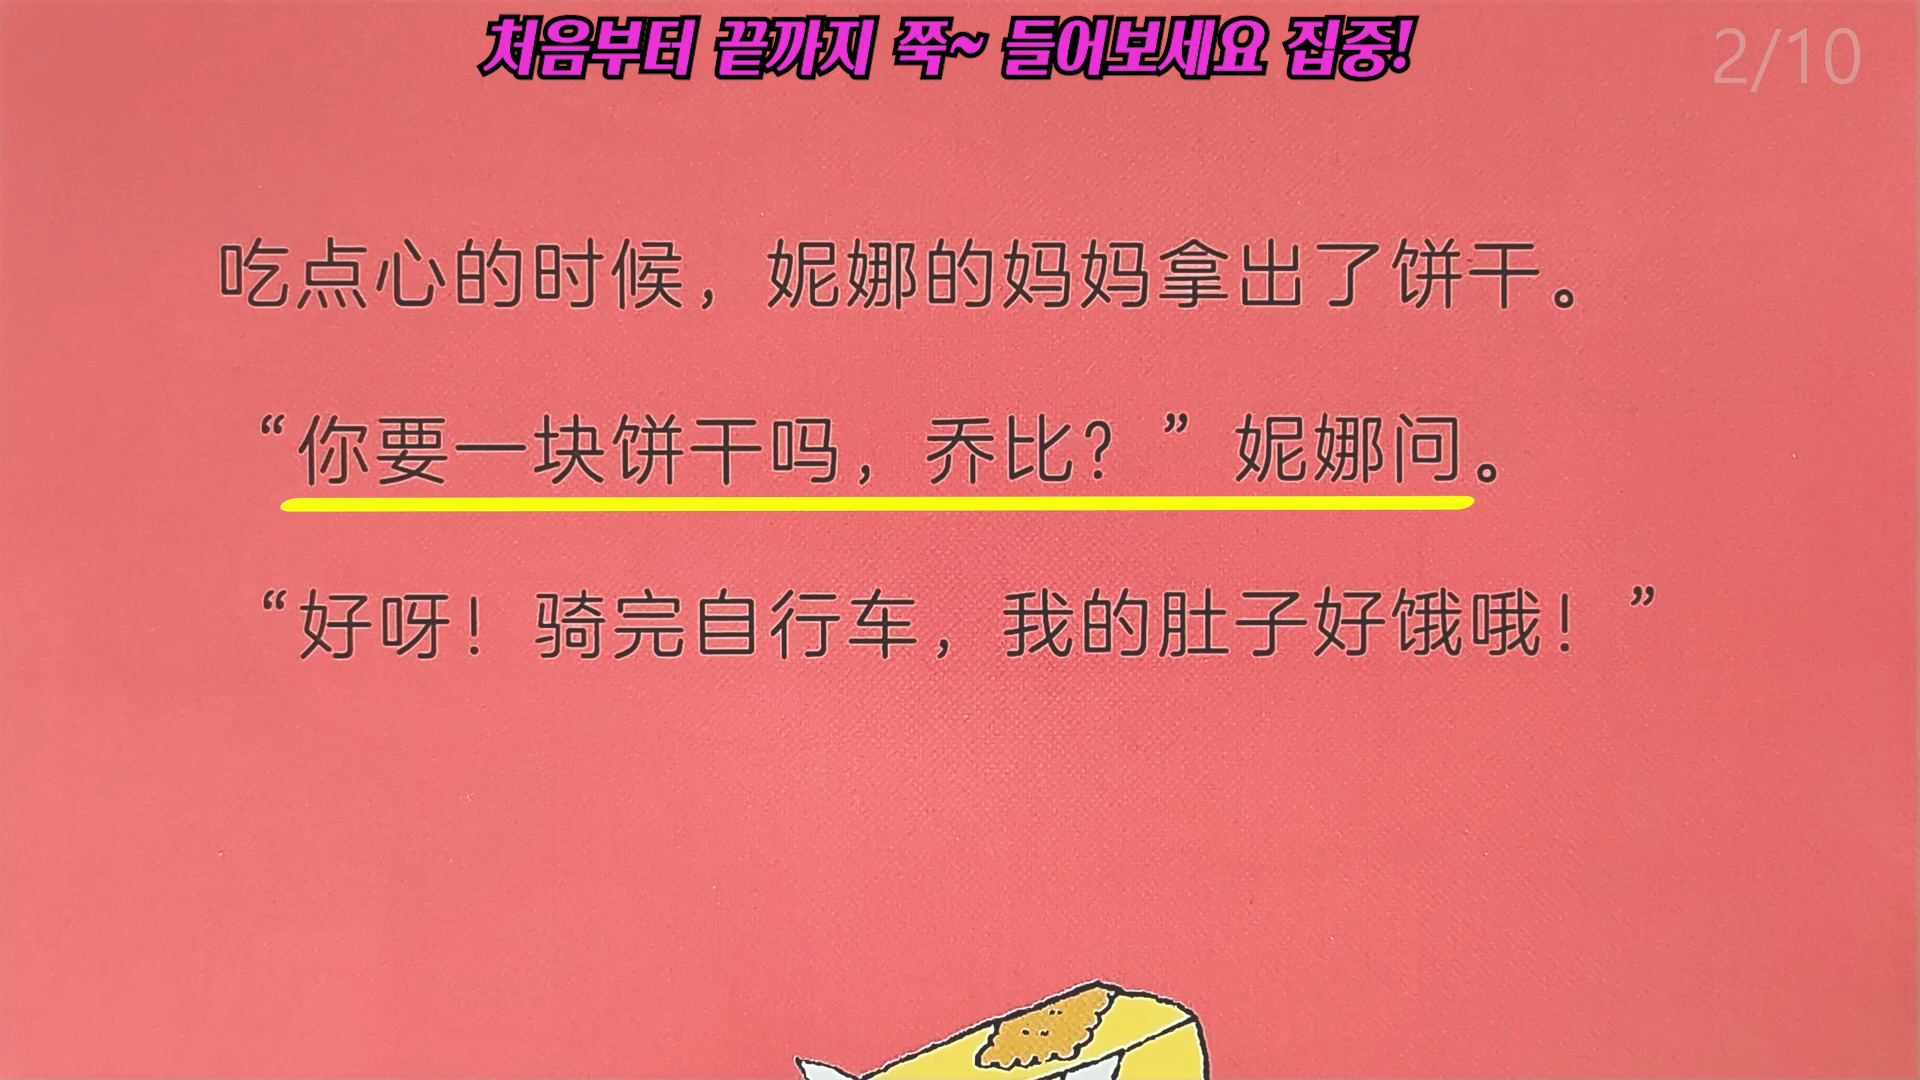 처음부터 끝까지 쭉~ 들어보세요 집중!
2/10
吃点心的时候，妮娜的妈妈拿出了饼干。
“你要一块饼干吗，乔比？”妮娜问。
“好呀！骑完自行车，我的肚子好饿哦！”